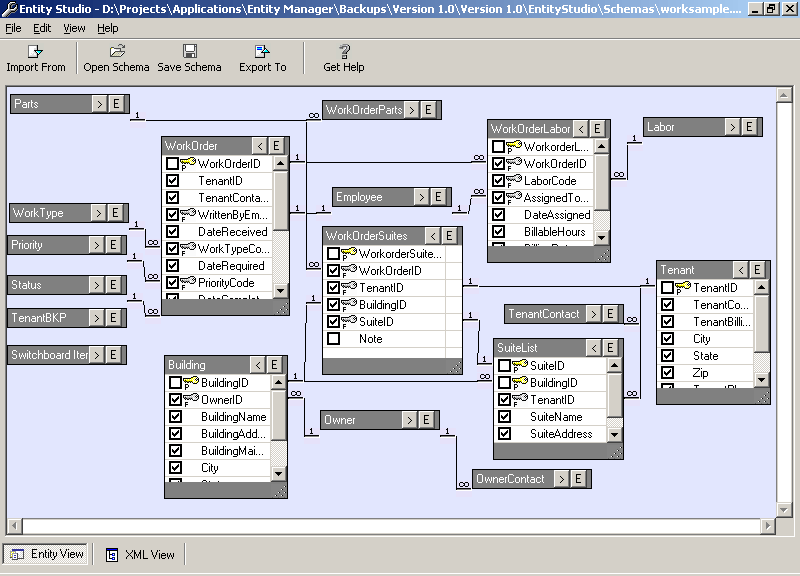 Entity Studio - D:\Projects\Applications\Entity Manager\Backups\Version 1.0\Version 1.0\EntityStudio\Schemas\worksample....
File Edit View Help
Import From Open Schema Save Schema Export To Get Help
Parts > E
1
∞
WorkOrderParts > E
WorkOrder < E
WorkOrderID
TenantID
TenantConta...
WrittenByEm...
DateReceived
WorkTypeCo...
DateRequired
PriorityCode
WorkOrderLabor < E
WorkorderL...
WorkOrderID
LaborCode
AssignedTo...
DateAssigned
BillableHours
Labor > E
1
∞
1
∞
Employee > E
1
1
1
∞
WorkType > E
1
∞
Priority > E
1
∞
Status > E
1
∞
TenantBKP > E
Switchboard Iter > E
WorkOrderSuites < E
WorkorderSuite...
WorkOrderID
TenantID
BuildingID
SuiteID
Note
∞
1
1
1
Tenant < E
TenantID
TenantCo...
TenantBilli...
City
State
Zip
1
TenantContact > E
∞
SuiteList < E
SuiteID
BuildingID
TenantID
SuiteName
SuiteAddress
1
∞
∞
Building < E
BuildingID
OwnerID
BuildingName
BuildingAdd...
BuildingMai...
City
1
∞
1
Owner > E
1
∞
OwnerContact > E
Entity View XML View